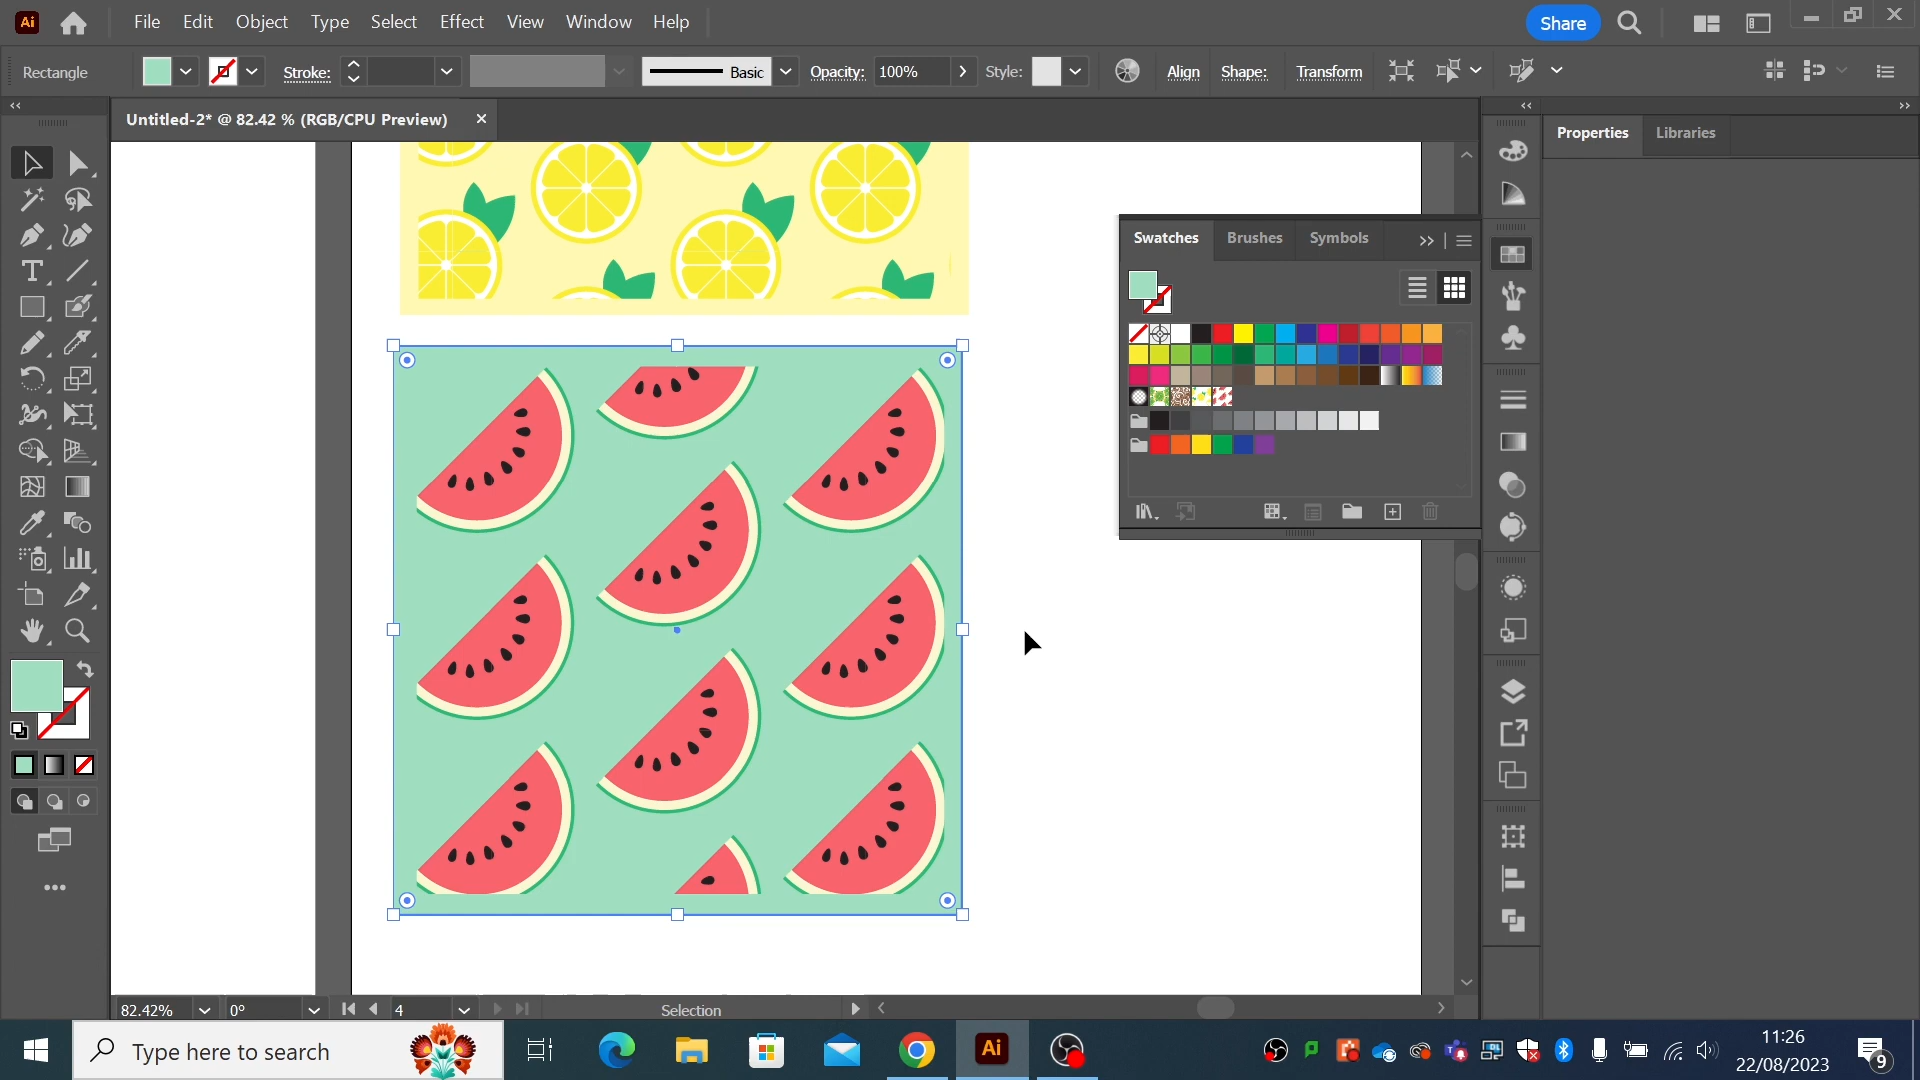 Ai File Edit Object Type Select Effect View Window Help Share
Rectangle Stroke: Basic Opacity: 100% Style: Align Shape: Transform
Untitled-2* @ 82.42 % (RGB/CPU Preview)
Properties Libraries
Swatches Brushes Symbols
82.42% 0° 4 Selection
Type here to search
Ai
11:26
22/08/2023
9